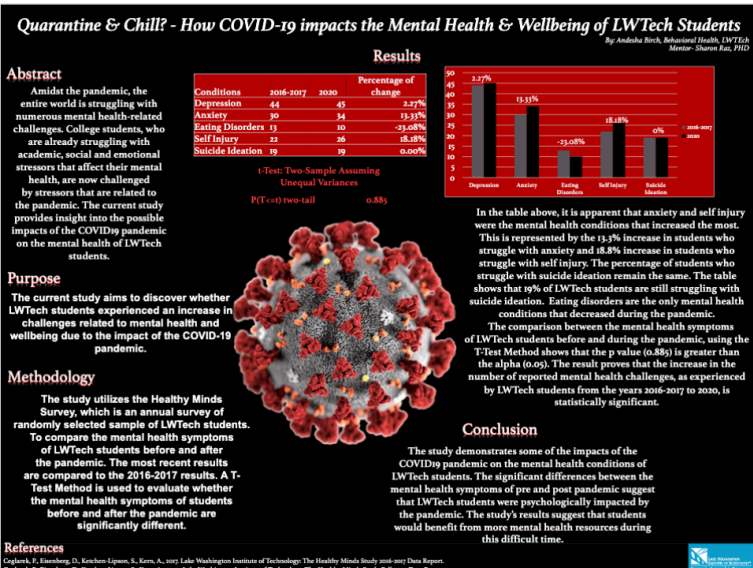 Quarantine & Chill? - How COVID-19 impacts the Mental Health & Wellbeing of LWTech Students
By: Andesha Birch, Behavioral Health, LWTEch
Mentor- Sharon Raz, PHD
Abstract
Amidst the pandemic, the
entire world is struggling with
numerous mental health-related
challenges. College students, who
are already struggling with
academic, social and emotional
stressors that affect their mental
health, are now challenged
by stressors that are related to
the pandemic. The current study
provides insight into the possible
impacts of the COVID19 pandemic
on the mental health of LWTech
students.
Purpose
The current study aims to discover whether
LWTech students experienced an increase in
challenges related to mental health and
wellbeing due to the impact of the COVID-19
pandemic.
Methodology
The study utilizes the Healthy Minds
Survey, which is an annual survey of
randomly selected sample of LWTech students.
To compare the mental health symptoms
of LWTech students before and after
the pandemic. The most recent results
are compared to the 2016-2017 results. A T-
Test Method is used to evaluate whether
the mental health symptoms of students
before and after the pandemic are
significantly different.
Results
Conditions 2016-2017 2020 Percentage of change
Depression 44 45 2.27%
Anxiety 30 34 13.33%
Eating Disorders 13 10 -23.08%
Self Injury 22 26 18.18%
Suicide Ideation 19 19 0.00%
t-Test: Two-Sample Assuming
Unequal Variances
P(T<=t) two-tail 0.885
50
45
40
35
30
25
20
15
10
5
0
2.27%
13.33%
-23.08%
18.18%
0%
Depression
Anxiety
Eating Disorders
Self Injury
Suicide Ideation
2016-2017
2020
In the table above, it is apparent that anxiety and self injury
were the mental health conditions that increased the most.
This is represented by the 13.3% increase in students who
struggle with anxiety and 18.8% increase in students who
struggle with self injury. The percentage of students who
struggle with suicide ideation remain the same. The table
shows that 19% of LWTech students are still struggling with
suicide ideation. Eating disorders are the only mental health
conditions that decreased during the pandemic.
The comparison between the mental health symptoms
of LWTech students before and during the pandemic, using the
T-Test Method shows that the p value (0.885) is greater than
the alpha (0.05). The result proves that the increase in the
number of reported mental health challenges, as experienced
by LWTech students from the years 2016-2017 to 2020, is
statistically significant.
Conclusion
The study demonstrates some of the impacts of the
COVID19 pandemic on the mental health conditions of
LWTech students. The significant differences between the
mental health symptoms of pre and post pandemic suggest
that LWTech students were psychologically impacted by
the pandemic. The study's results suggest that students
would benefit from more mental health resources during
this difficult time.
References
Ceglarek, P., Eisenberg, D., Ketchen-Lipson, S., Kern, A., 2017. Lake Washington Institute of Technology: The Healthy Minds Study 2016-2017 Data Report.